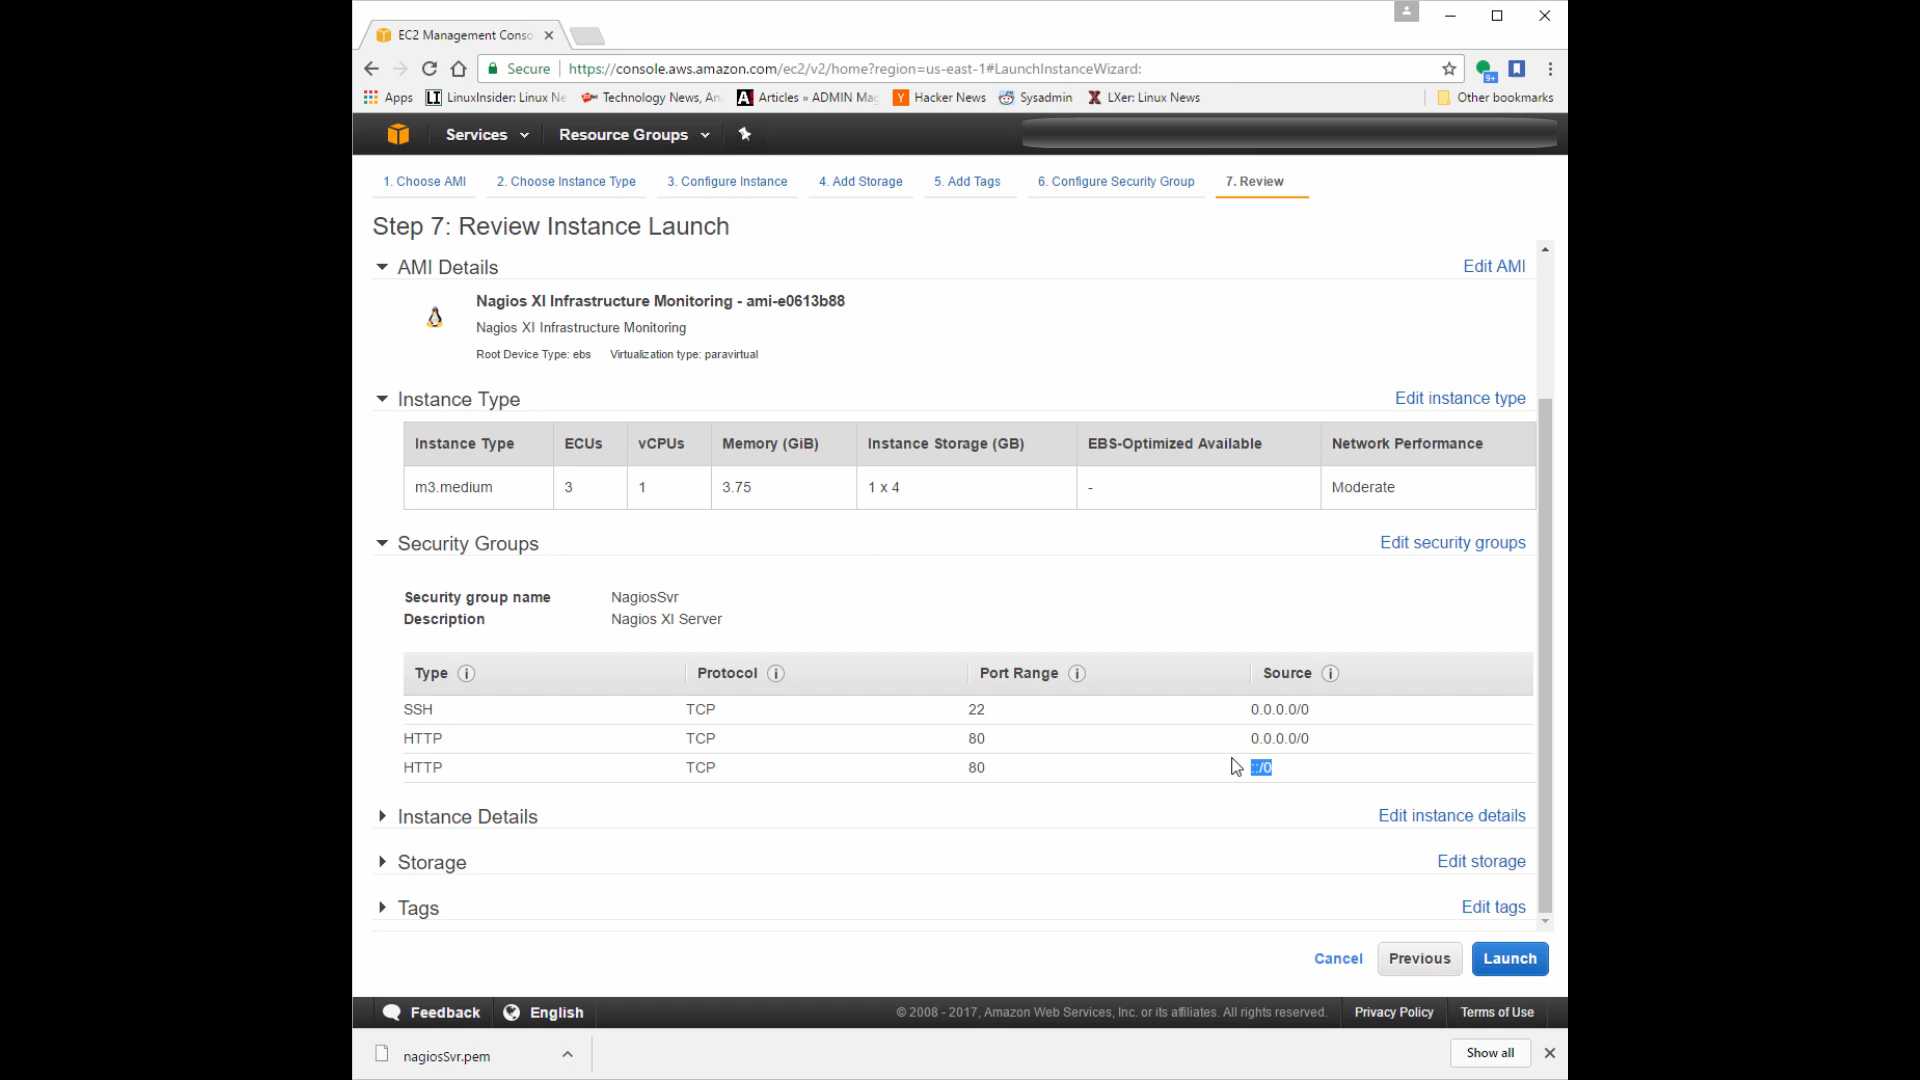 EC2 Management Conso
Secure https://console.aws.amazon.com/ec2/v2/home?region=us-east-1#LaunchInstanceWizard:
9+
Apps LinuxInsider: Linux Ne Technology News, An Articles » ADMIN Mag Hacker News Sysadmin LXer: Linux News Other bookmarks
Services Resource Groups
1. Choose AMI 2. Choose Instance Type 3. Configure Instance 4. Add Storage 5. Add Tags 6. Configure Security Group 7. Review
Step 7: Review Instance Launch
AMI Details Edit AMI
Nagios XI Infrastructure Monitoring - ami-e0613b88
Nagios XI Infrastructure Monitoring
Root Device Type: ebs Virtualization type: paravirtual
Instance Type Edit instance type
Instance Type ECUs vCPUs Memory (GiB) Instance Storage (GB) EBS-Optimized Available Network Performance
m3.medium 3 1 3.75 1 x 4 - Moderate
Security Groups Edit security groups
Security group name NagiosSvr
Description Nagios XI Server
Type Protocol Port Range Source
SSH TCP 22 0.0.0.0/0
HTTP TCP 80 0.0.0.0/0
HTTP TCP 80 ::/0
Instance Details Edit instance details
Storage Edit storage
Tags Edit tags
Cancel Previous Launch
Feedback English © 2008 - 2017, Amazon Web Services, Inc. or its affiliates. All rights reserved. Privacy Policy Terms of Use
nagiosSvr.pem Show all